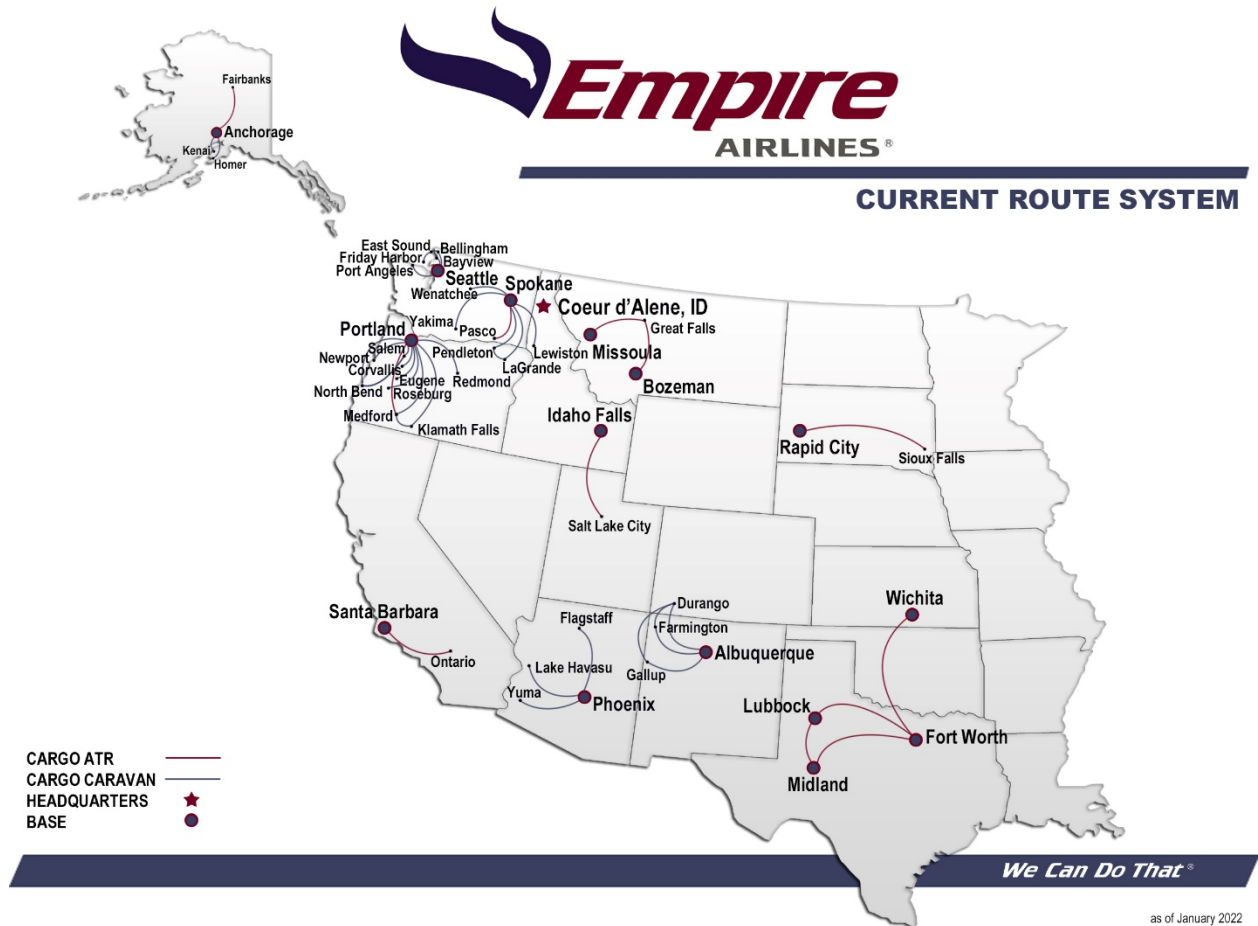 Empire
AIRLINES®
CURRENT ROUTE SYSTEM
Fairbanks
Anchorage
Kenai
Homer
East Sound
Bellingham
Friday Harbor
Bayview
Port Angeles
Seattle
Spokane
Wenatchee
Coeur d'Alene, ID
Yakima
Pasco
Great Falls
Portland
Salem
Pendleton
Lewiston
Missoula
Newport
Corvallis
LaGrande
Eugene
Redmond
Bozeman
North Bend
Roseburg
Medford
Klamath Falls
Idaho Falls
Rapid City
Sioux Falls
Salt Lake City
Wichita
Durango
Santa Barbara
Flagstaff
Farmington
Ontario
Lake Havasu
Gallup
Albuquerque
Yuma
Phoenix
Lubbock
Fort Worth
Midland
CARGO ATR
CARGO CARAVAN
HEADQUARTERS
BASE
We Can Do That®
as of January 2022